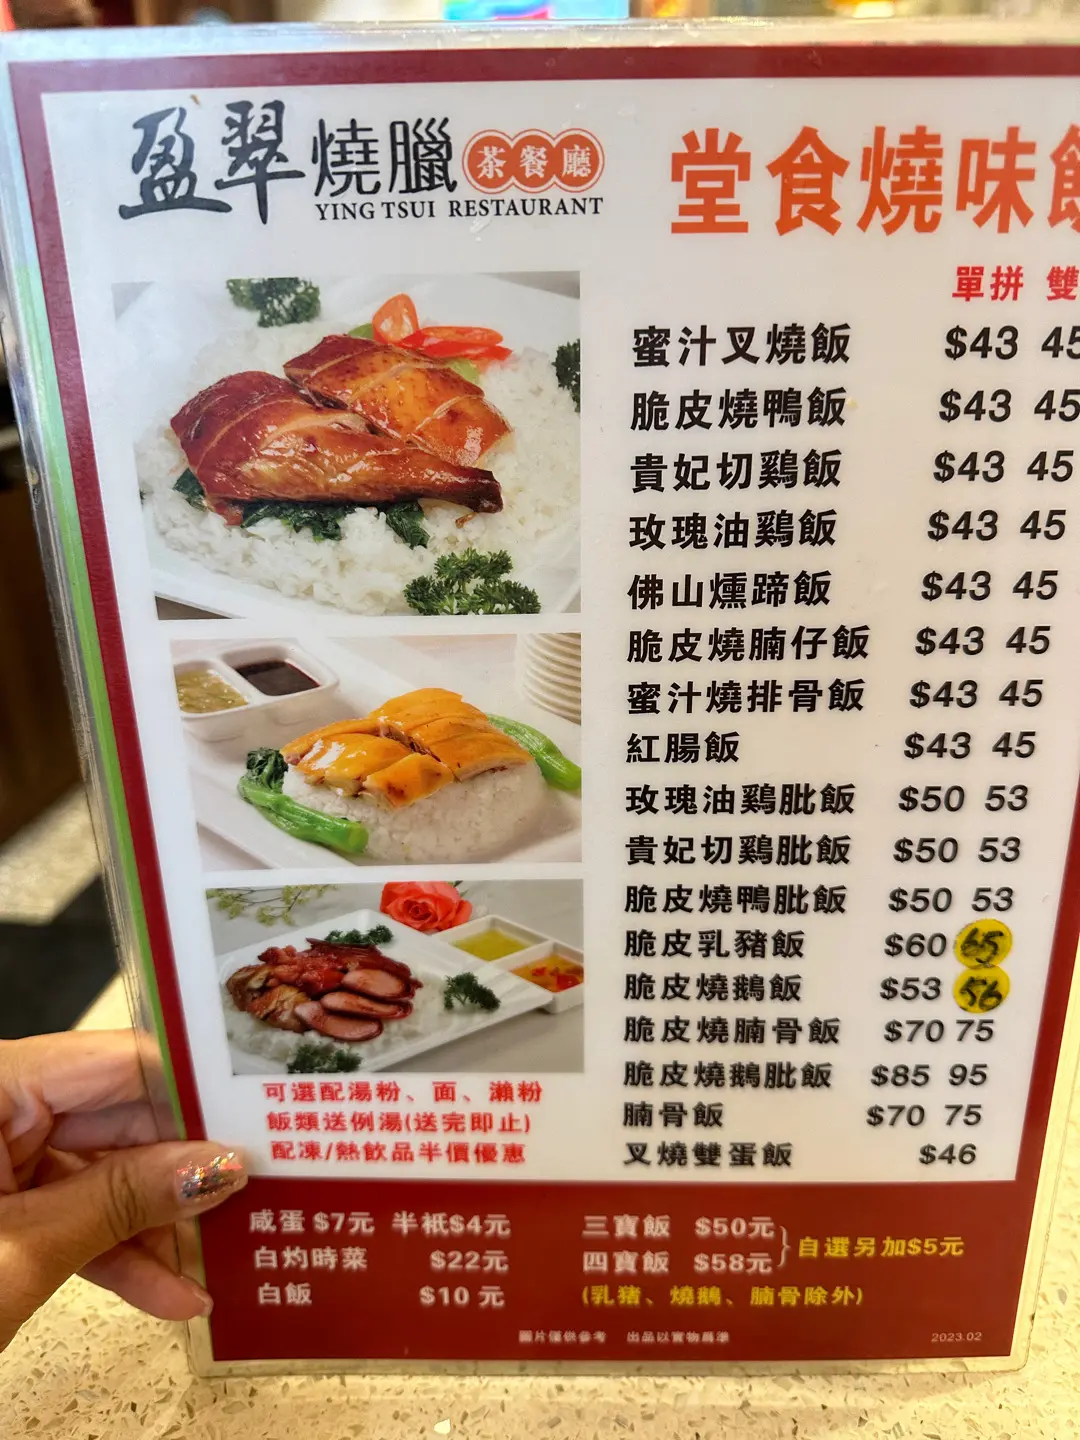 盈翠燒臘茶餐廳
YING TSUI RESTAURANT
堂食燒味飯
單拼 雙
蜜汁叉燒飯 $43 45
脆皮燒鴨飯 $43 45
貴妃切鷄飯 $43 45
玫瑰油鷄飯 $43 45
佛山燻蹄飯 $43 45
脆皮燒腩仔飯 $43 45
蜜汁燒排骨飯 $43 45
紅腸飯 $43 45
玫瑰油鷄肶飯 $50 53
貴妃切鷄肶飯 $50 53
脆皮燒鴨肶飯 $50 53
脆皮乳豬飯 $60 65
脆皮燒鵝飯 $53 56
脆皮燒腩骨飯 $70 75
脆皮燒鵝肶飯 $85 95
腩骨飯 $70 75
叉燒雙蛋飯 $46
可選配湯粉、面、瀨粉
飯類送例湯(送完即止)
配凍/熱飲品半價優惠
咸蛋 $7元 半衹$4元
白灼時菜 $22元
白飯 $10 元
三寶飯 $50元
四寶飯 $58元
自選另加$5元
(乳猪、燒鵝、腩骨除外)
圖片僅供參考 出品以實物爲準
2023.02